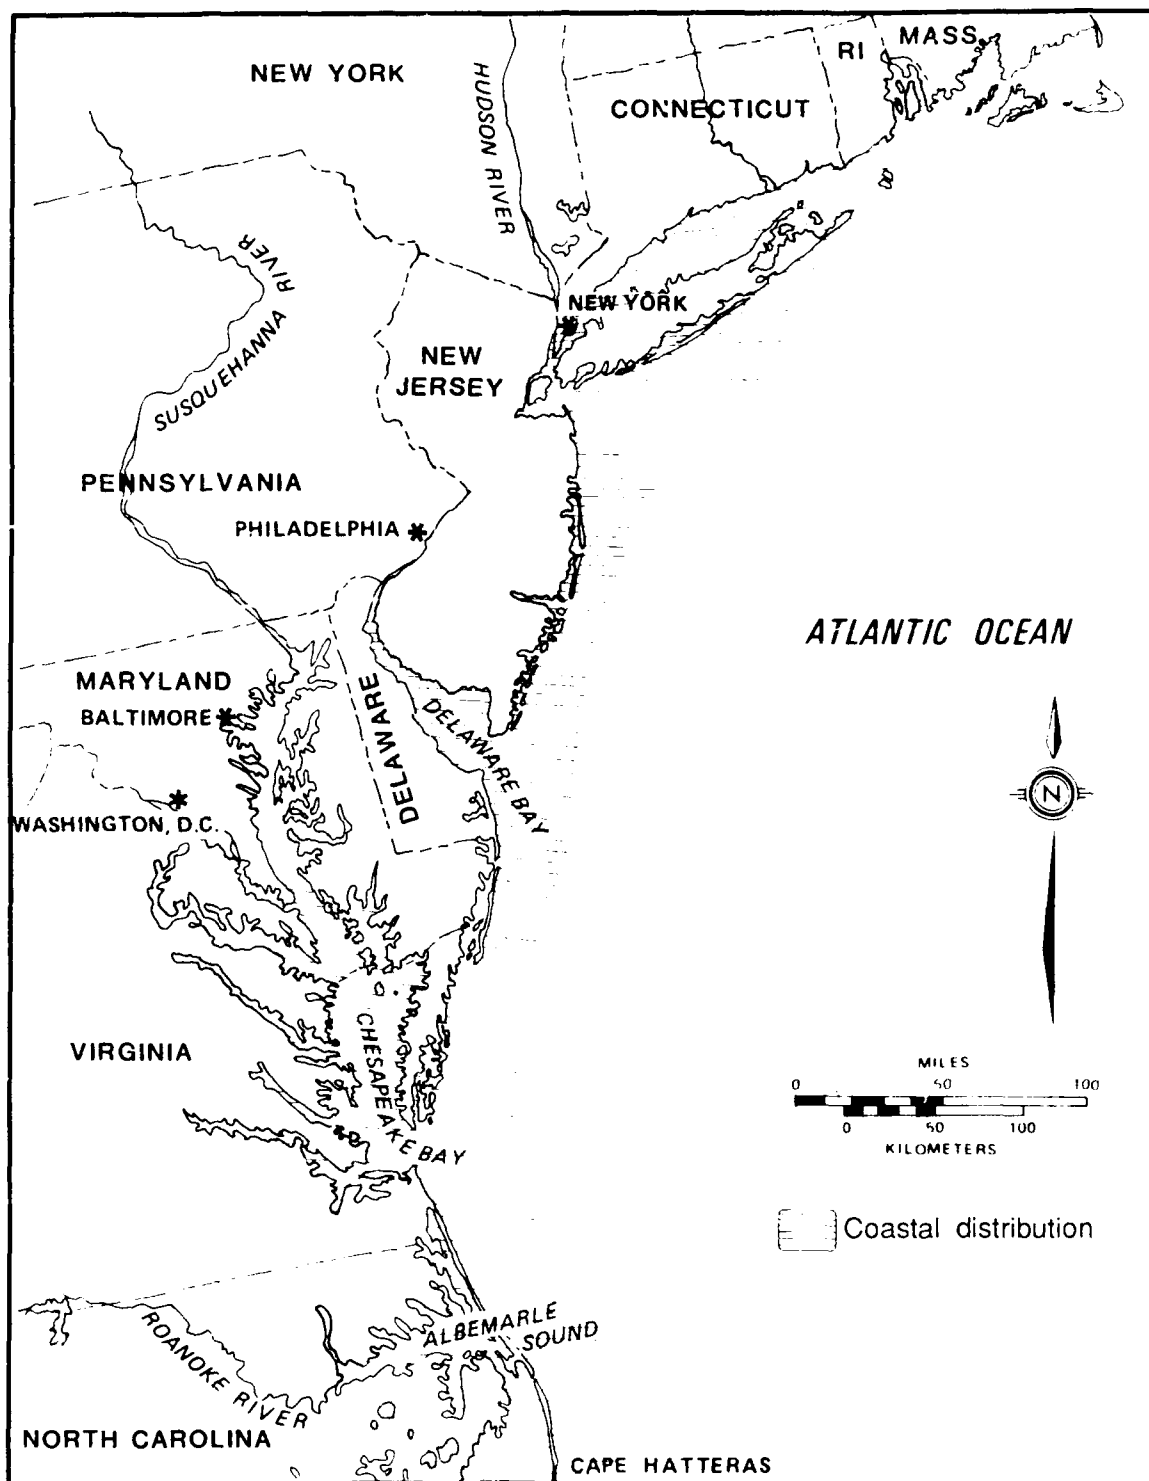 MASS.
RI
NEW YORK
CONNECTICUT
HUDSON RIVER
SUSQUEHANNA RIVER
NEW YORK
NEW
JERSEY
PENNSYLVANIA
PHILADELPHIA
ATLANTIC OCEAN
MARYLAND
BALTIMORE
DELAWARE
DELAWARE BAY
WASHINGTON, D.C.
N
VIRGINIA
CHESAPEAKE BAY
MILES
0 50 100
0 50 100
KILOMETERS
Coastal distribution
ALBEMARLE
SOUND
ROANOKE RIVER
NORTH CAROLINA
CAPE HATTERAS